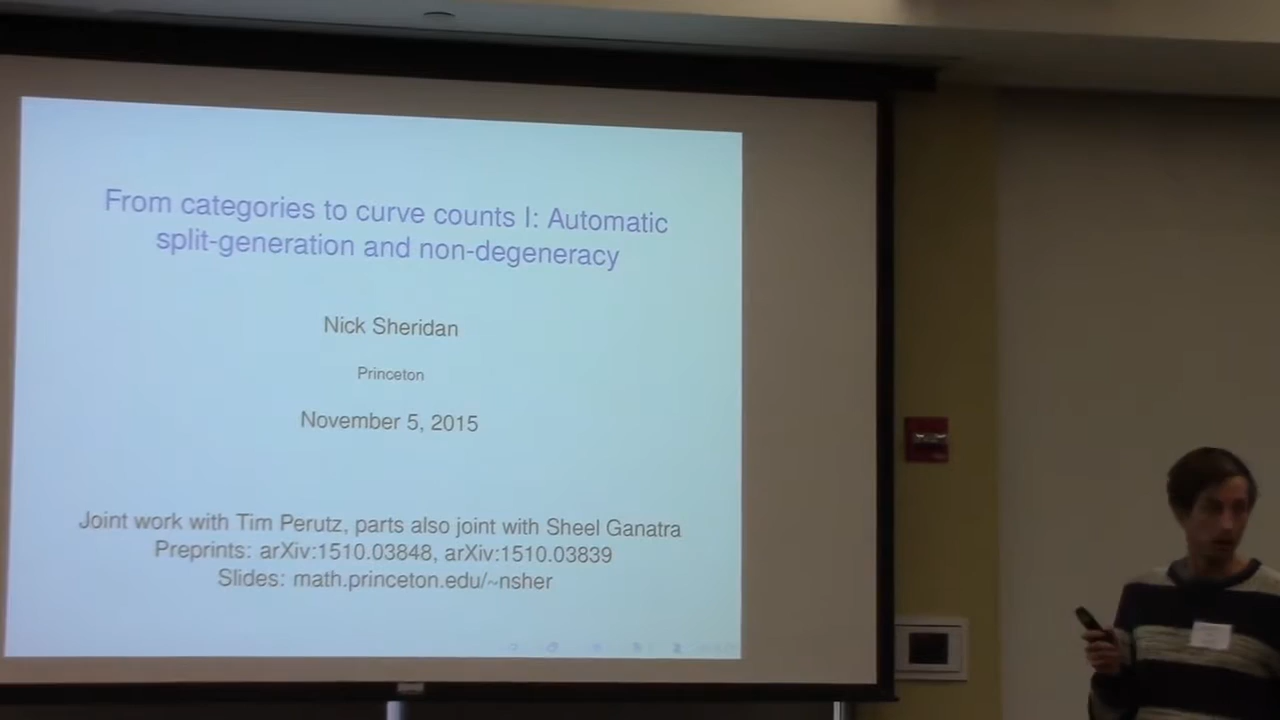 From categories to curve counts I: Automatic
split-generation and non-degeneracy
Nick Sheridan
Princeton
November 5, 2015
Joint work with Tim Perutz, parts also joint with Sheel Ganatra
Preprints: arXiv:1510.03848, arXiv:1510.03839
Slides: math.princeton.edu/~nsher